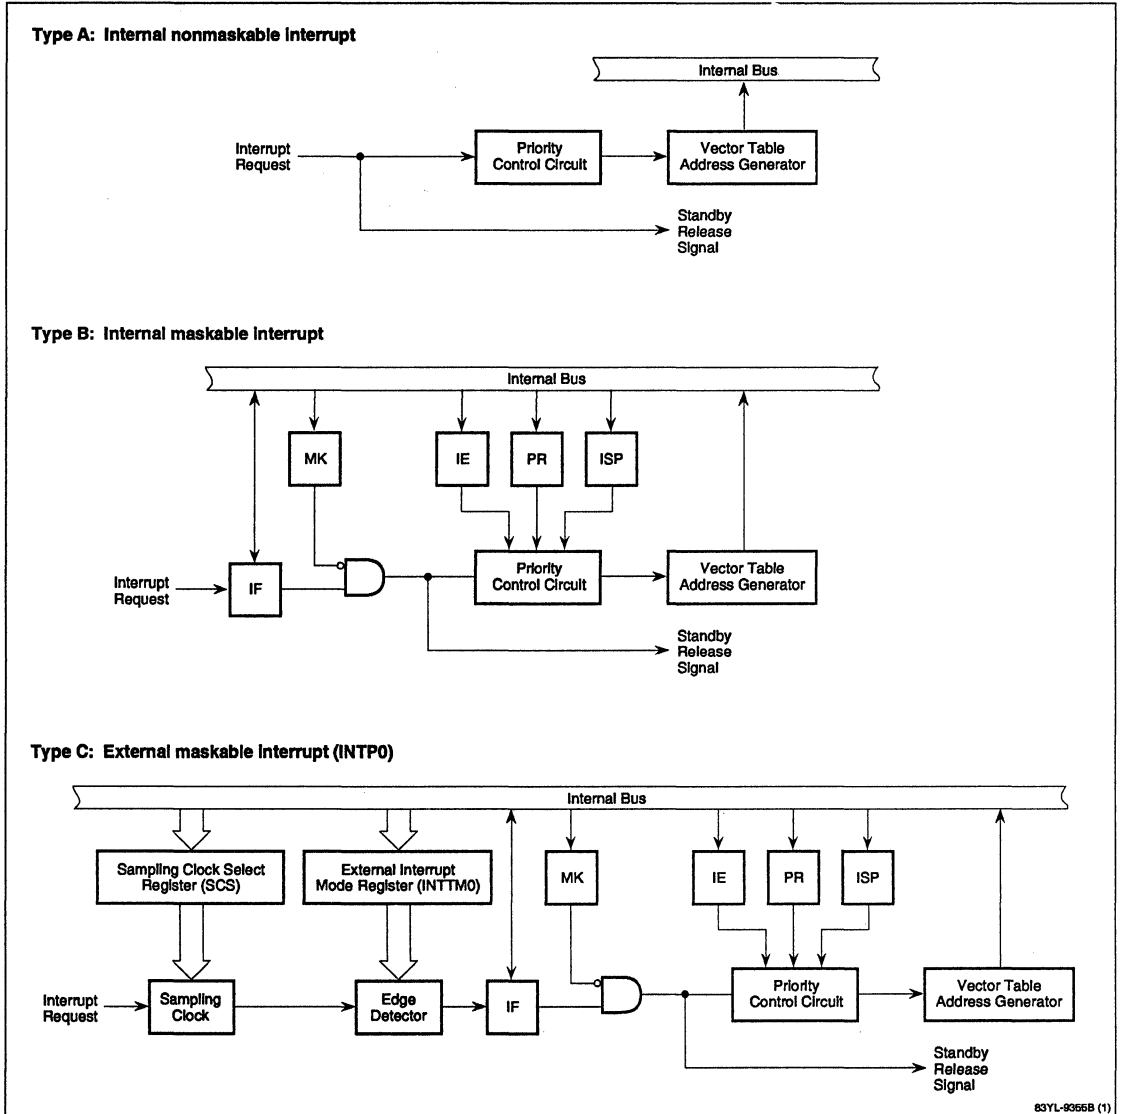 Type A: Internal nonmaskable interrupt
Internal Bus
Interrupt
Request
Priority
Control Circuit
Vector Table
Address Generator
Standby
Release
Signal
Type B: Internal maskable interrupt
Internal Bus
MK
IE
PR
ISP
Interrupt
Request
IF
Priority
Control Circuit
Vector Table
Address Generator
Standby
Release
Signal
Type C: External maskable interrupt (INTP0)
Internal Bus
Sampling Clock Select
Register (SCS)
External Interrupt
Mode Register (INTTM0)
MK
IE
PR
ISP
Interrupt
Request
Sampling
Clock
Edge
Detector
IF
Priority
Control Circuit
Vector Table
Address Generator
Standby
Release
Signal
83YL-9355B (1)